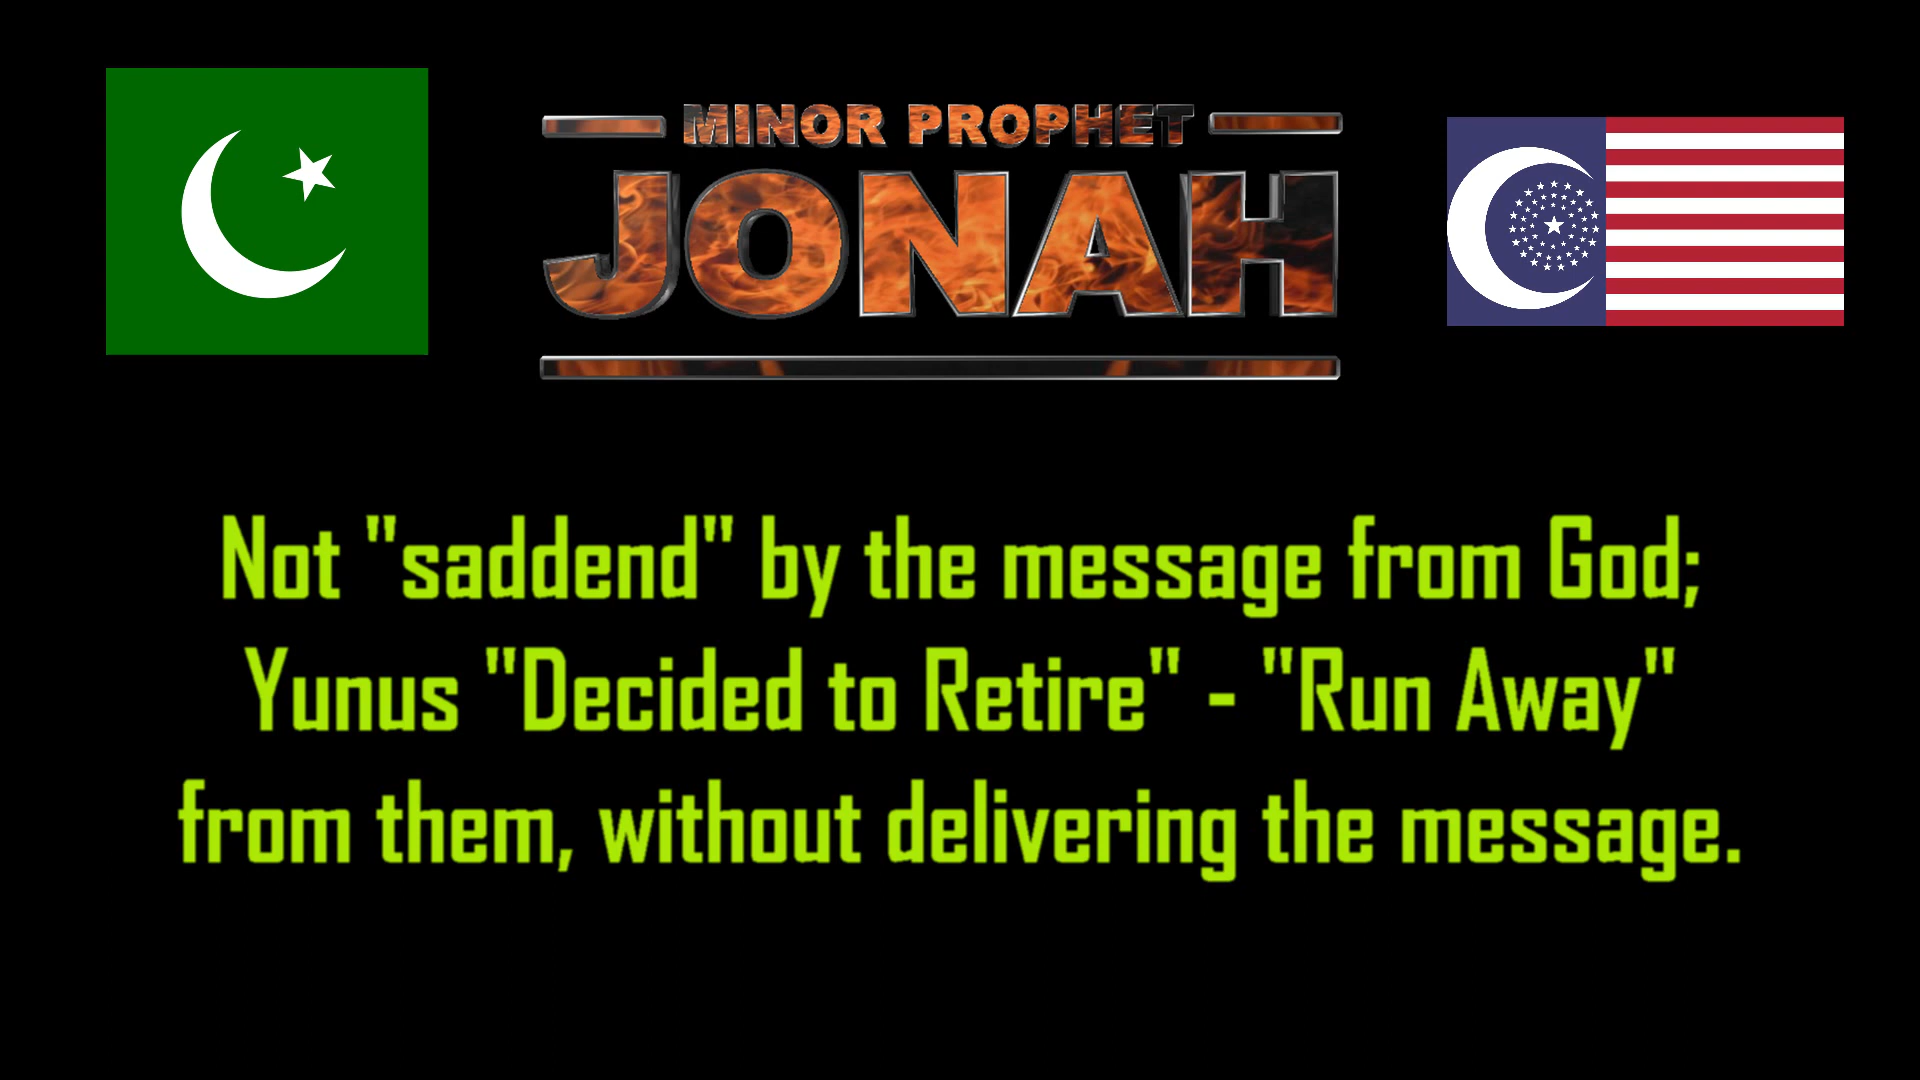 MINOR PROPHET
JONAH
Not "saddend" by the message from God;
Yunus "Decided to Retire" - "Run Away"
from them, without delivering the message.